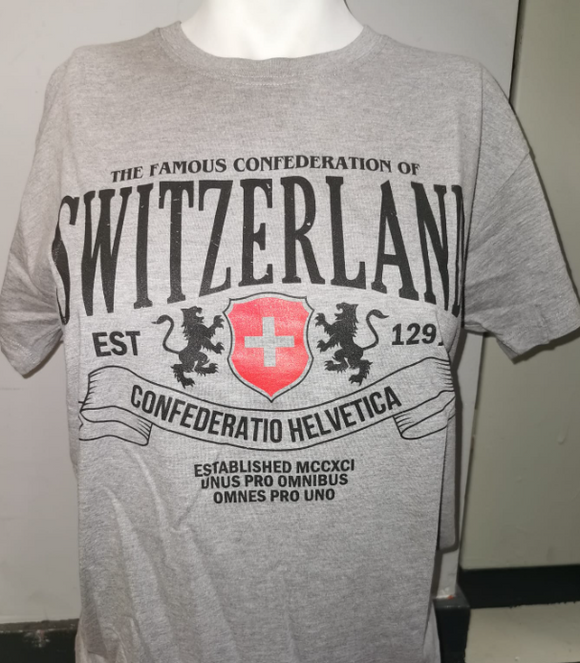 THE FAMOUS CONFEDERATION OF
SWITZERLAND
EST 1291
CONFEDERATIO HELVETICA
ESTABLISHED MCCXCI
UNUS PRO OMNIBUS
OMNES PRO UNO